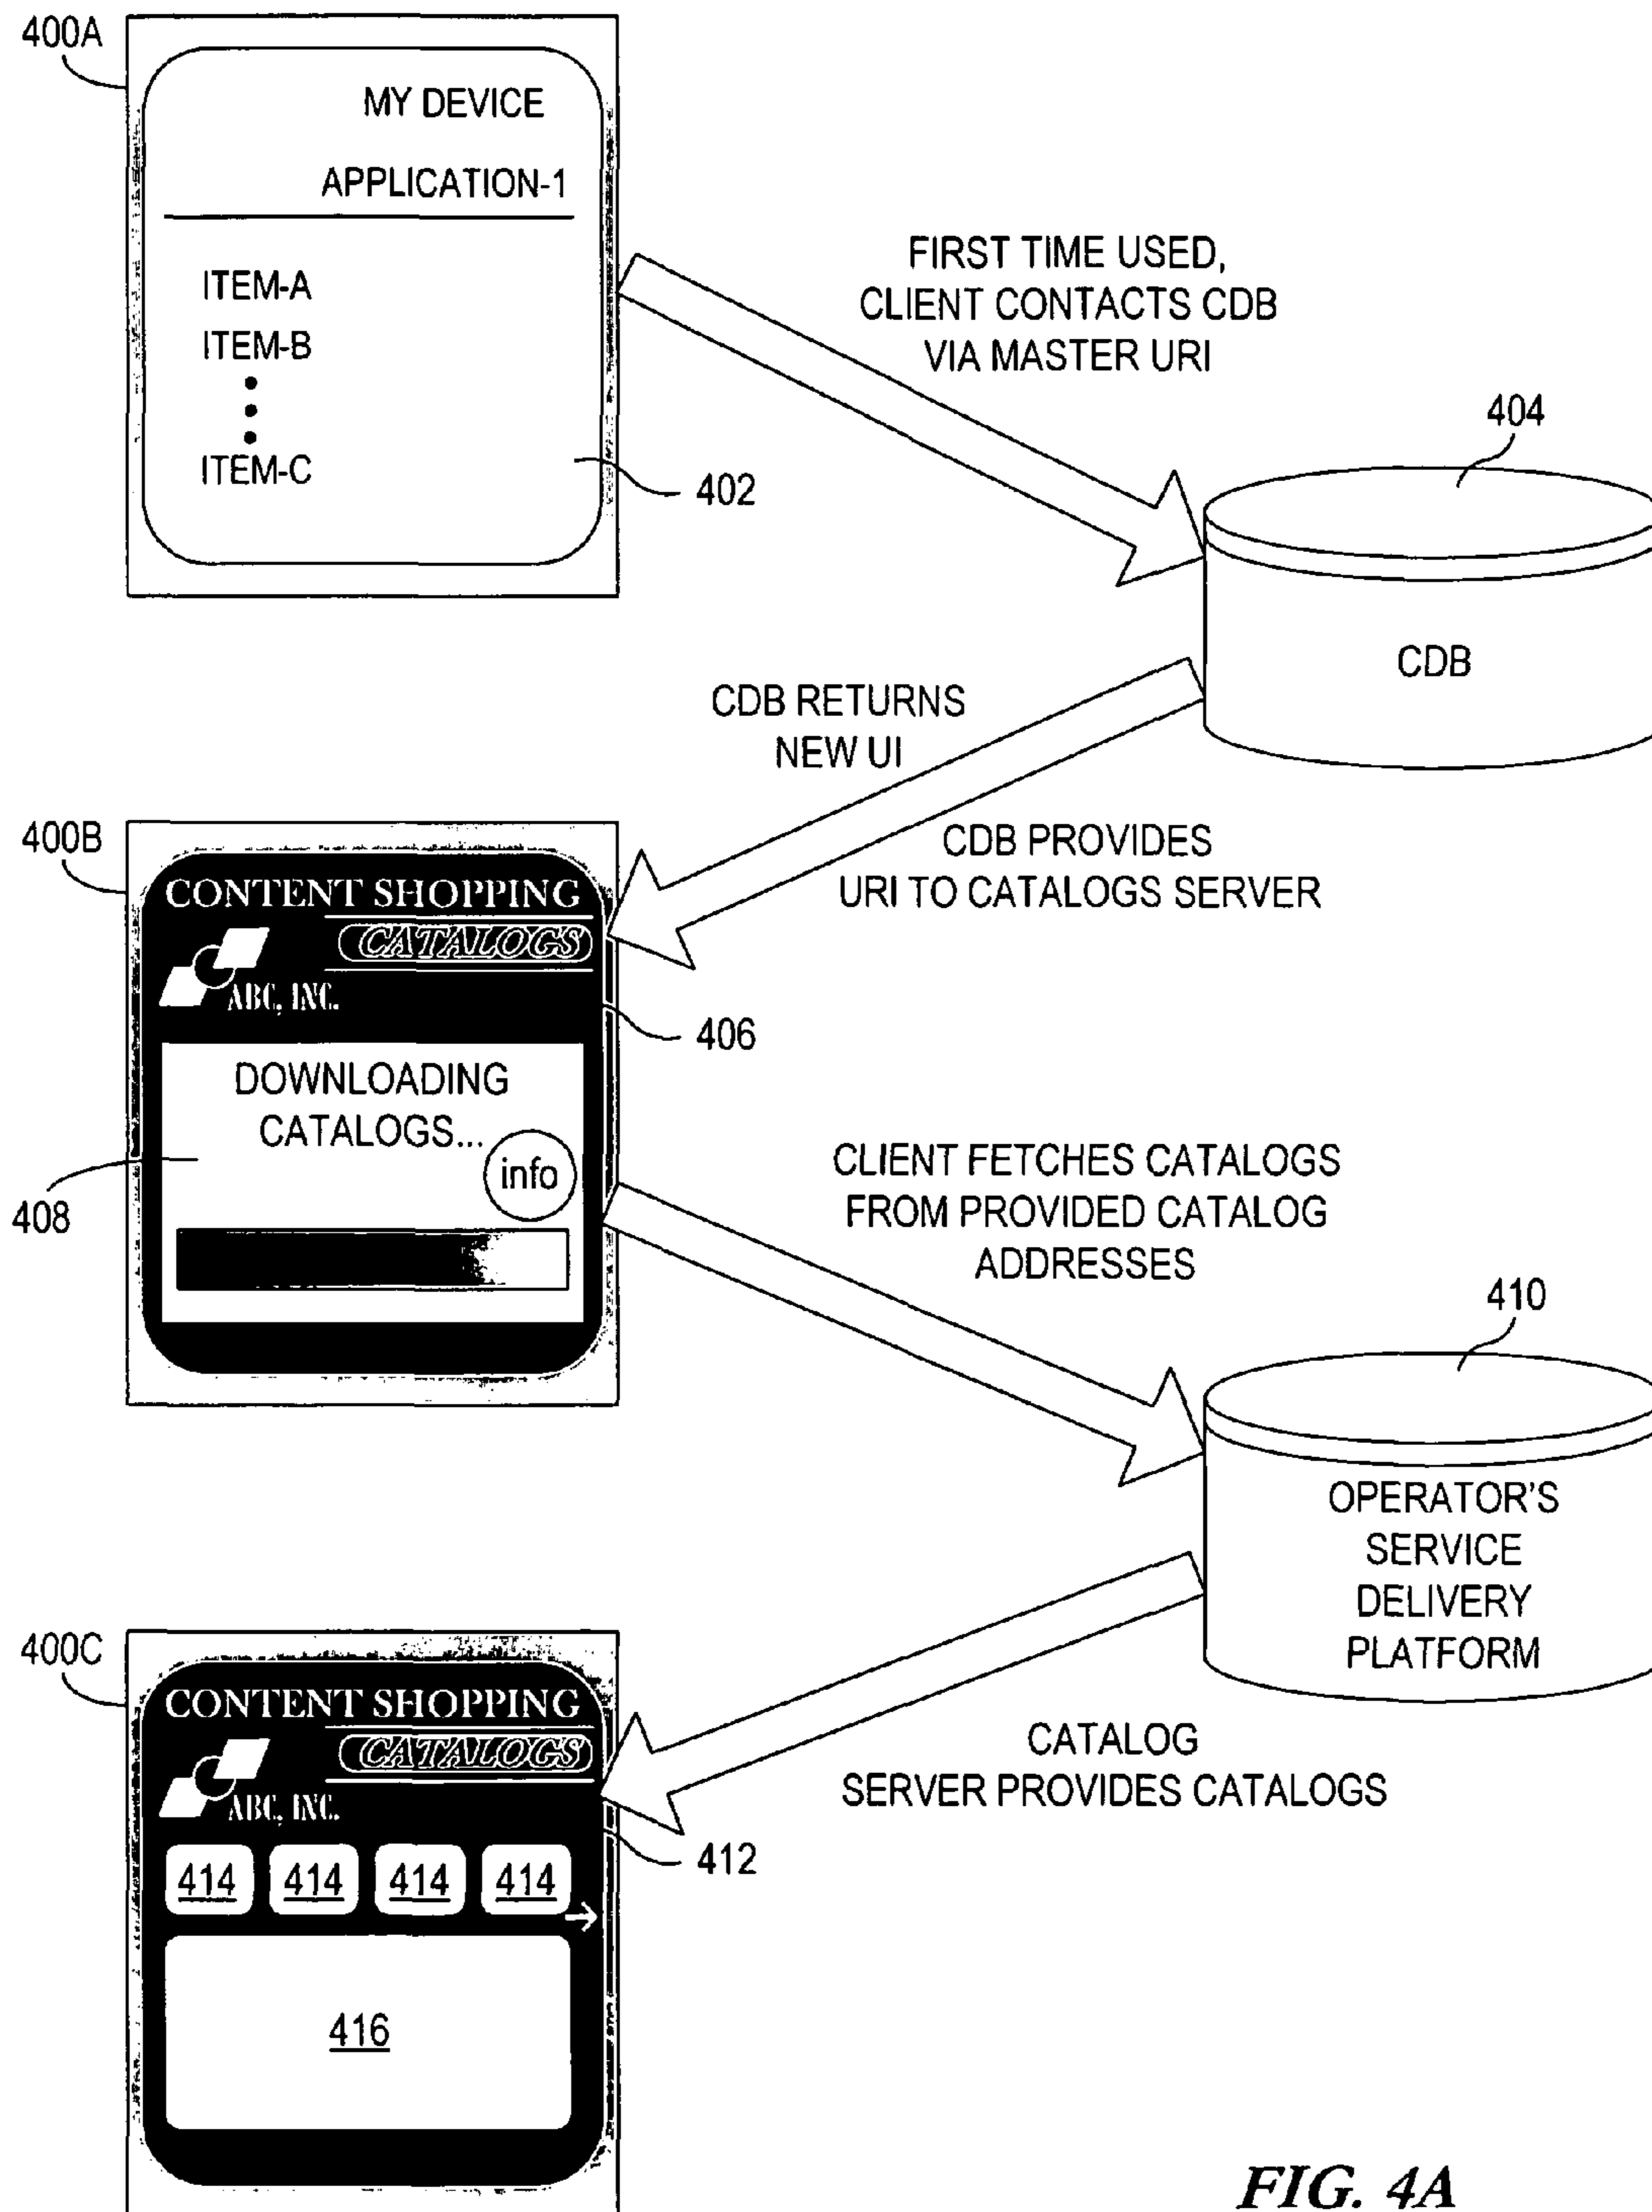 400A
MY DEVICE
APPLICATION-1
ITEM-A
ITEM-B
ITEM-C
402
FIRST TIME USED,
CLIENT CONTACTS CDB
VIA MASTER URI
404
CDB
CDB RETURNS
NEW UI
CDB PROVIDES
URI TO CATALOGS SERVER
400B
CONTENT SHOPPING
CATALOGS
ABC, INC.
406
DOWNLOADING
CATALOGS...
info
408
CLIENT FETCHES CATALOGS
FROM PROVIDED CATALOG
ADDRESSES
410
OPERATOR'S
SERVICE
DELIVERY
PLATFORM
CATALOG
SERVER PROVIDES CATALOGS
400C
CONTENT SHOPPING
CATALOGS
ABC, INC.
412
414 414 414 414
416
FIG. 4A